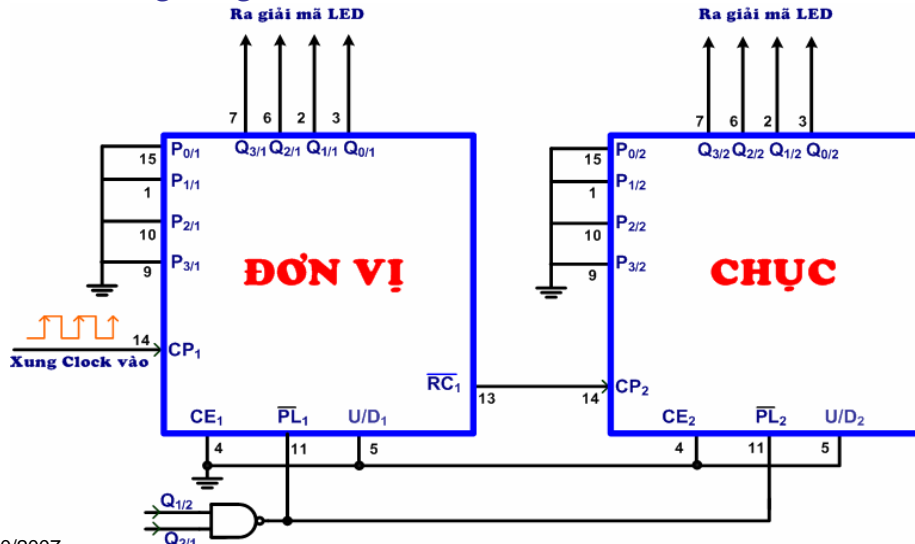 Ra giải mã LED
Ra giải mã LED
7 6 2 3
7 6 2 3
Q3/1 Q2/1 Q1/1 Q0/1
Q3/2 Q2/2 Q1/2 Q0/2
15 P0/1
1 P1/1
10 P2/1
9 P3/1
15 P0/2
1 P1/2
10 P2/2
9 P3/2
ĐƠN VỊ
CHỤC
14 CP1
Xung Clock vào
RC1
13
14 CP2
CE1 PL1 U/D1
4 11 5
CE2 PL2 U/D2
4 11 5
Q1/2
Q2/1